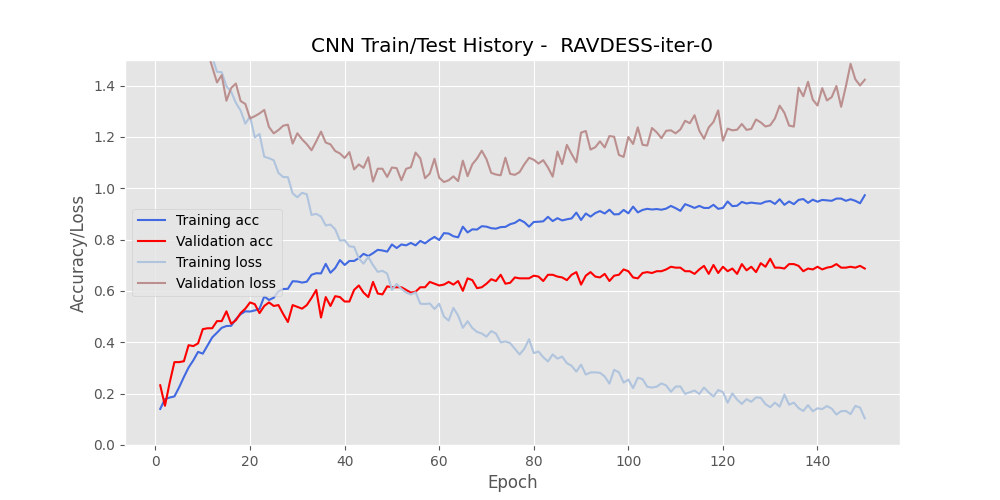 CNN Train/Test History -  RAVDESS-iter-0
Accuracy/Loss
1.4
1.2
1.0
0.8
0.6
0.4
0.2
0.0
Training acc
Validation acc
Training loss
Validation loss
0 20 40 60 80 100 120 140
Epoch